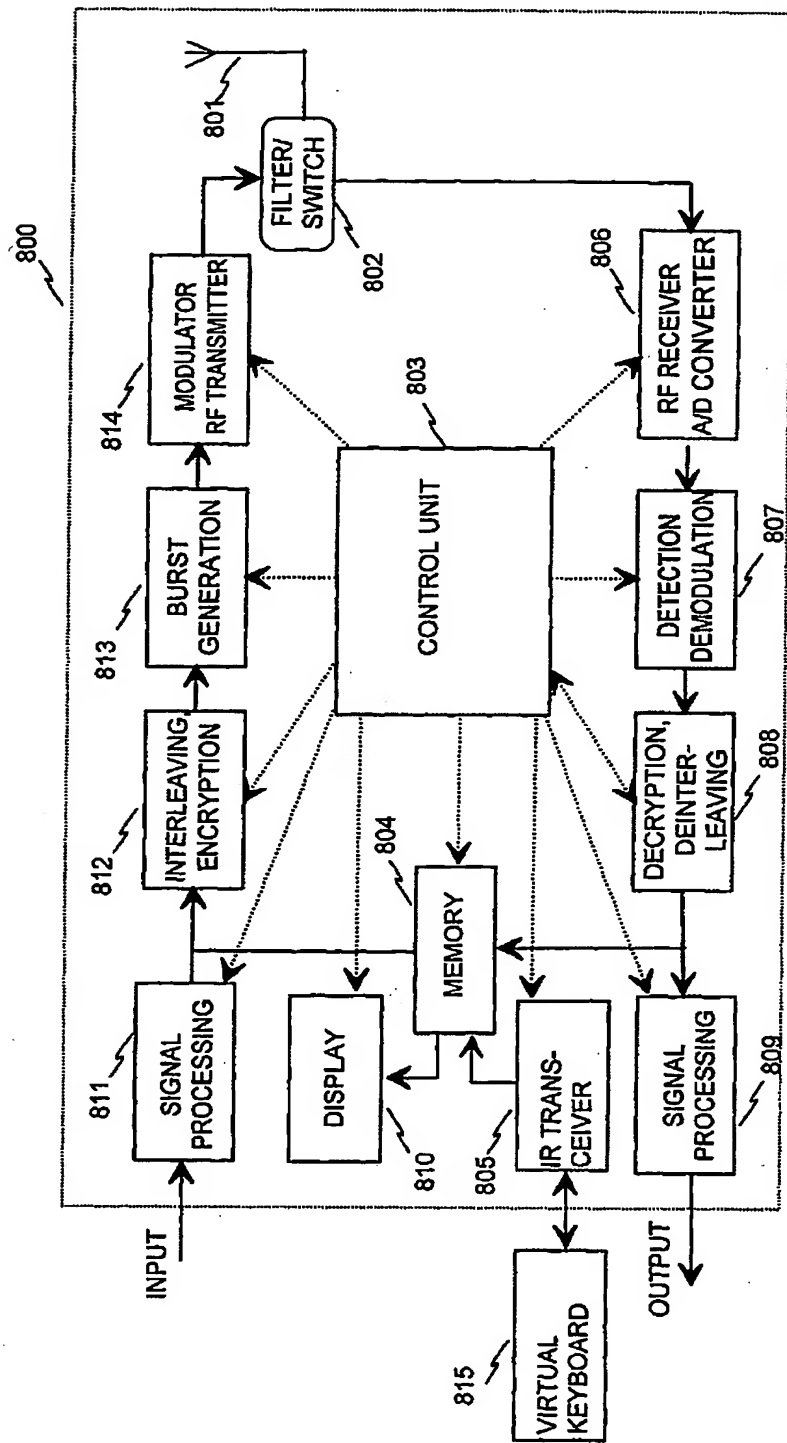 800
INPUT
811
SIGNAL
PROCESSING
812
INTERLEAVING
ENCRYPTION
813
BURST
GENERATION
814
MODULATOR
RF TRANSMITTER
801
FILTER/
SWITCH
802
803
CONTROL UNIT
804
MEMORY
DISPLAY
810
805
IR TRANS-
CEIVER
815
VIRTUAL
KEYBOARD
OUTPUT
SIGNAL
PROCESSING
809
DECRYPTION,
DEINTER-
LEAVING
808
DETECTION
DEMODULATION
807
806
RF RECEIVER
A/D CONVERTER